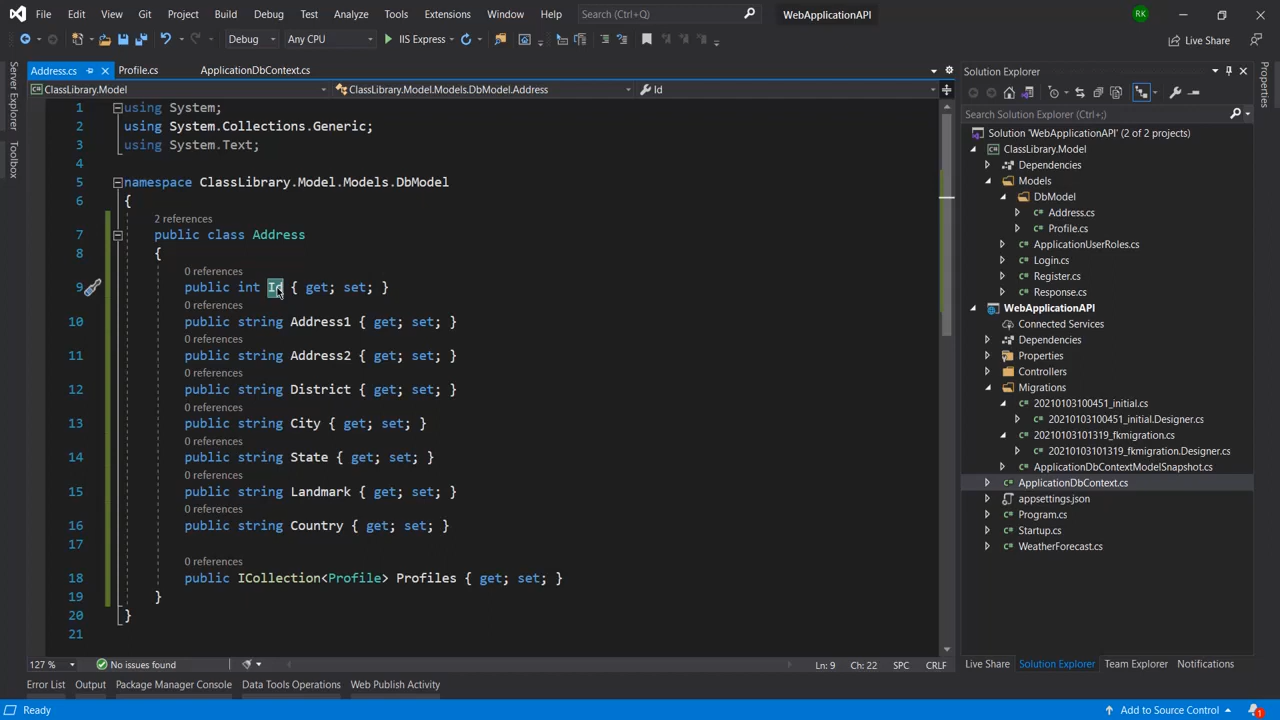 File Edit View Git Project Build Debug Test Analyze Tools Extensions Window Help Search (Ctrl+Q) WebApplicationAPI RK
Debug Any CPU IIS Express Live Share
Server Explorer
Toolbox
Address.cs Profile.cs ApplicationDbContext.cs
ClassLibrary.Model ClassLibrary.Model.Models.DbModel.Address Id
1 using System;
2 using System.Collections.Generic;
3 using System.Text;
4
5 namespace ClassLibrary.Model.Models.DbModel
6 {
2 references
7 public class Address
8 {
0 references
9 public int Id { get; set; }
0 references
10 public string Address1 { get; set; }
0 references
11 public string Address2 { get; set; }
0 references
12 public string District { get; set; }
0 references
13 public string City { get; set; }
0 references
14 public string State { get; set; }
0 references
15 public string Landmark { get; set; }
0 references
16 public string Country { get; set; }
17
0 references
18 public ICollection<Profile> Profiles { get; set; }
19 }
20 }
21
127 % No issues found Ln: 9 Ch: 22 SPC CRLF
Solution Explorer
Search Solution Explorer (Ctrl+;)
Solution 'WebApplicationAPI' (2 of 2 projects)
ClassLibrary.Model
Dependencies
Models
DbModel
C# Address.cs
C# Profile.cs
C# ApplicationUserRoles.cs
C# Login.cs
C# Register.cs
C# Response.cs
WebApplicationAPI
Connected Services
Dependencies
Properties
Controllers
Migrations
C# 20210103100451_initial.cs
C# 20210103100451_initial.Designer.cs
C# 20210103101319_fkmigration.cs
C# 20210103101319_fkmigration.Designer.cs
C# ApplicationDbContextModelSnapshot.cs
C# ApplicationDbContext.cs
appsettings.json
C# Program.cs
C# Startup.cs
C# WeatherForecast.cs
Live Share Solution Explorer Team Explorer Notifications
Properties
Error List Output Package Manager Console Data Tools Operations Web Publish Activity
Ready Add to Source Control 1